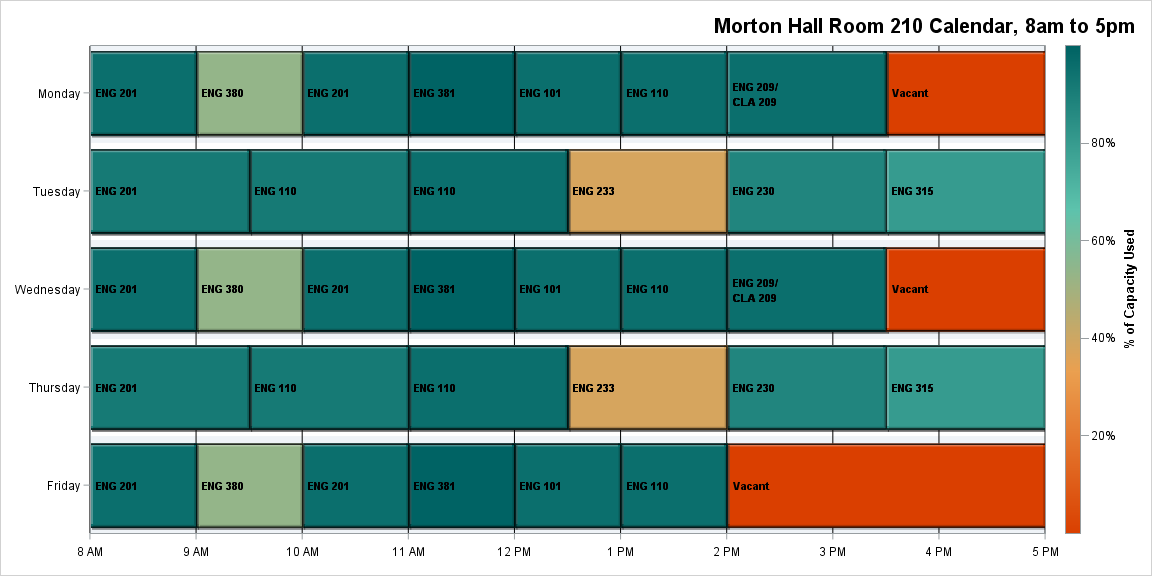 Morton Hall Room 210 Calendar, 8am to 5pm
Monday
ENG 201
ENG 380
ENG 201
ENG 381
ENG 101
ENG 110
ENG 209/
CLA 209
Vacant
Tuesday
ENG 201
ENG 110
ENG 110
ENG 233
ENG 230
ENG 315
Wednesday
ENG 201
ENG 380
ENG 201
ENG 381
ENG 101
ENG 110
ENG 209/
CLA 209
Vacant
Thursday
ENG 201
ENG 110
ENG 110
ENG 233
ENG 230
ENG 315
Friday
ENG 201
ENG 380
ENG 201
ENG 381
ENG 101
ENG 110
Vacant
8 AM
9 AM
10 AM
11 AM
12 PM
1 PM
2 PM
3 PM
4 PM
5 PM
80%
60%
40%
20%
% of Capacity Used